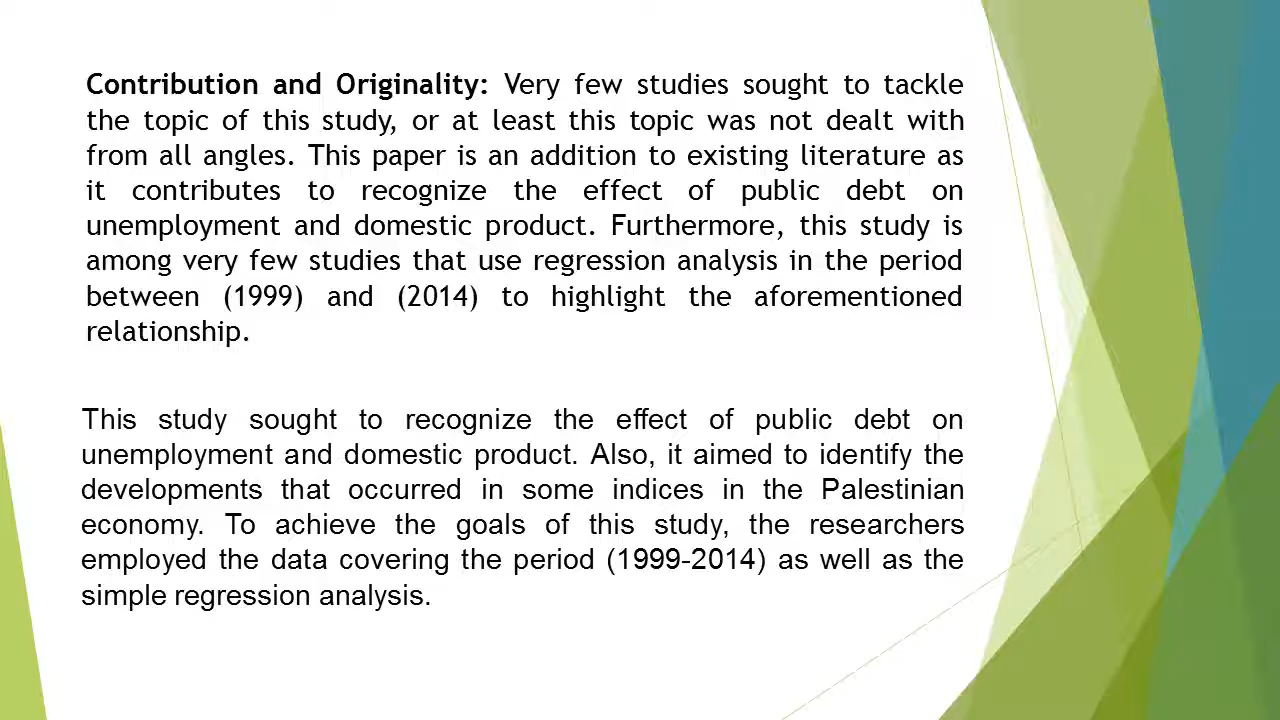 Contribution and Originality: Very few studies sought to tackle
the topic of this study, or at least this topic was not dealt with
from all angles. This paper is an addition to existing literature as
it contributes to recognize the effect of public debt on
unemployment and domestic product. Furthermore, this study is
among very few studies that use regression analysis in the period
between (1999) and (2014) to highlight the aforementioned
relationship.
This study sought to recognize the effect of public debt on
unemployment and domestic product. Also, it aimed to identify the
developments that occurred in some indices in the Palestinian
economy. To achieve the goals of this study, the researchers
employed the data covering the period (1999-2014) as well as the
simple regression analysis.